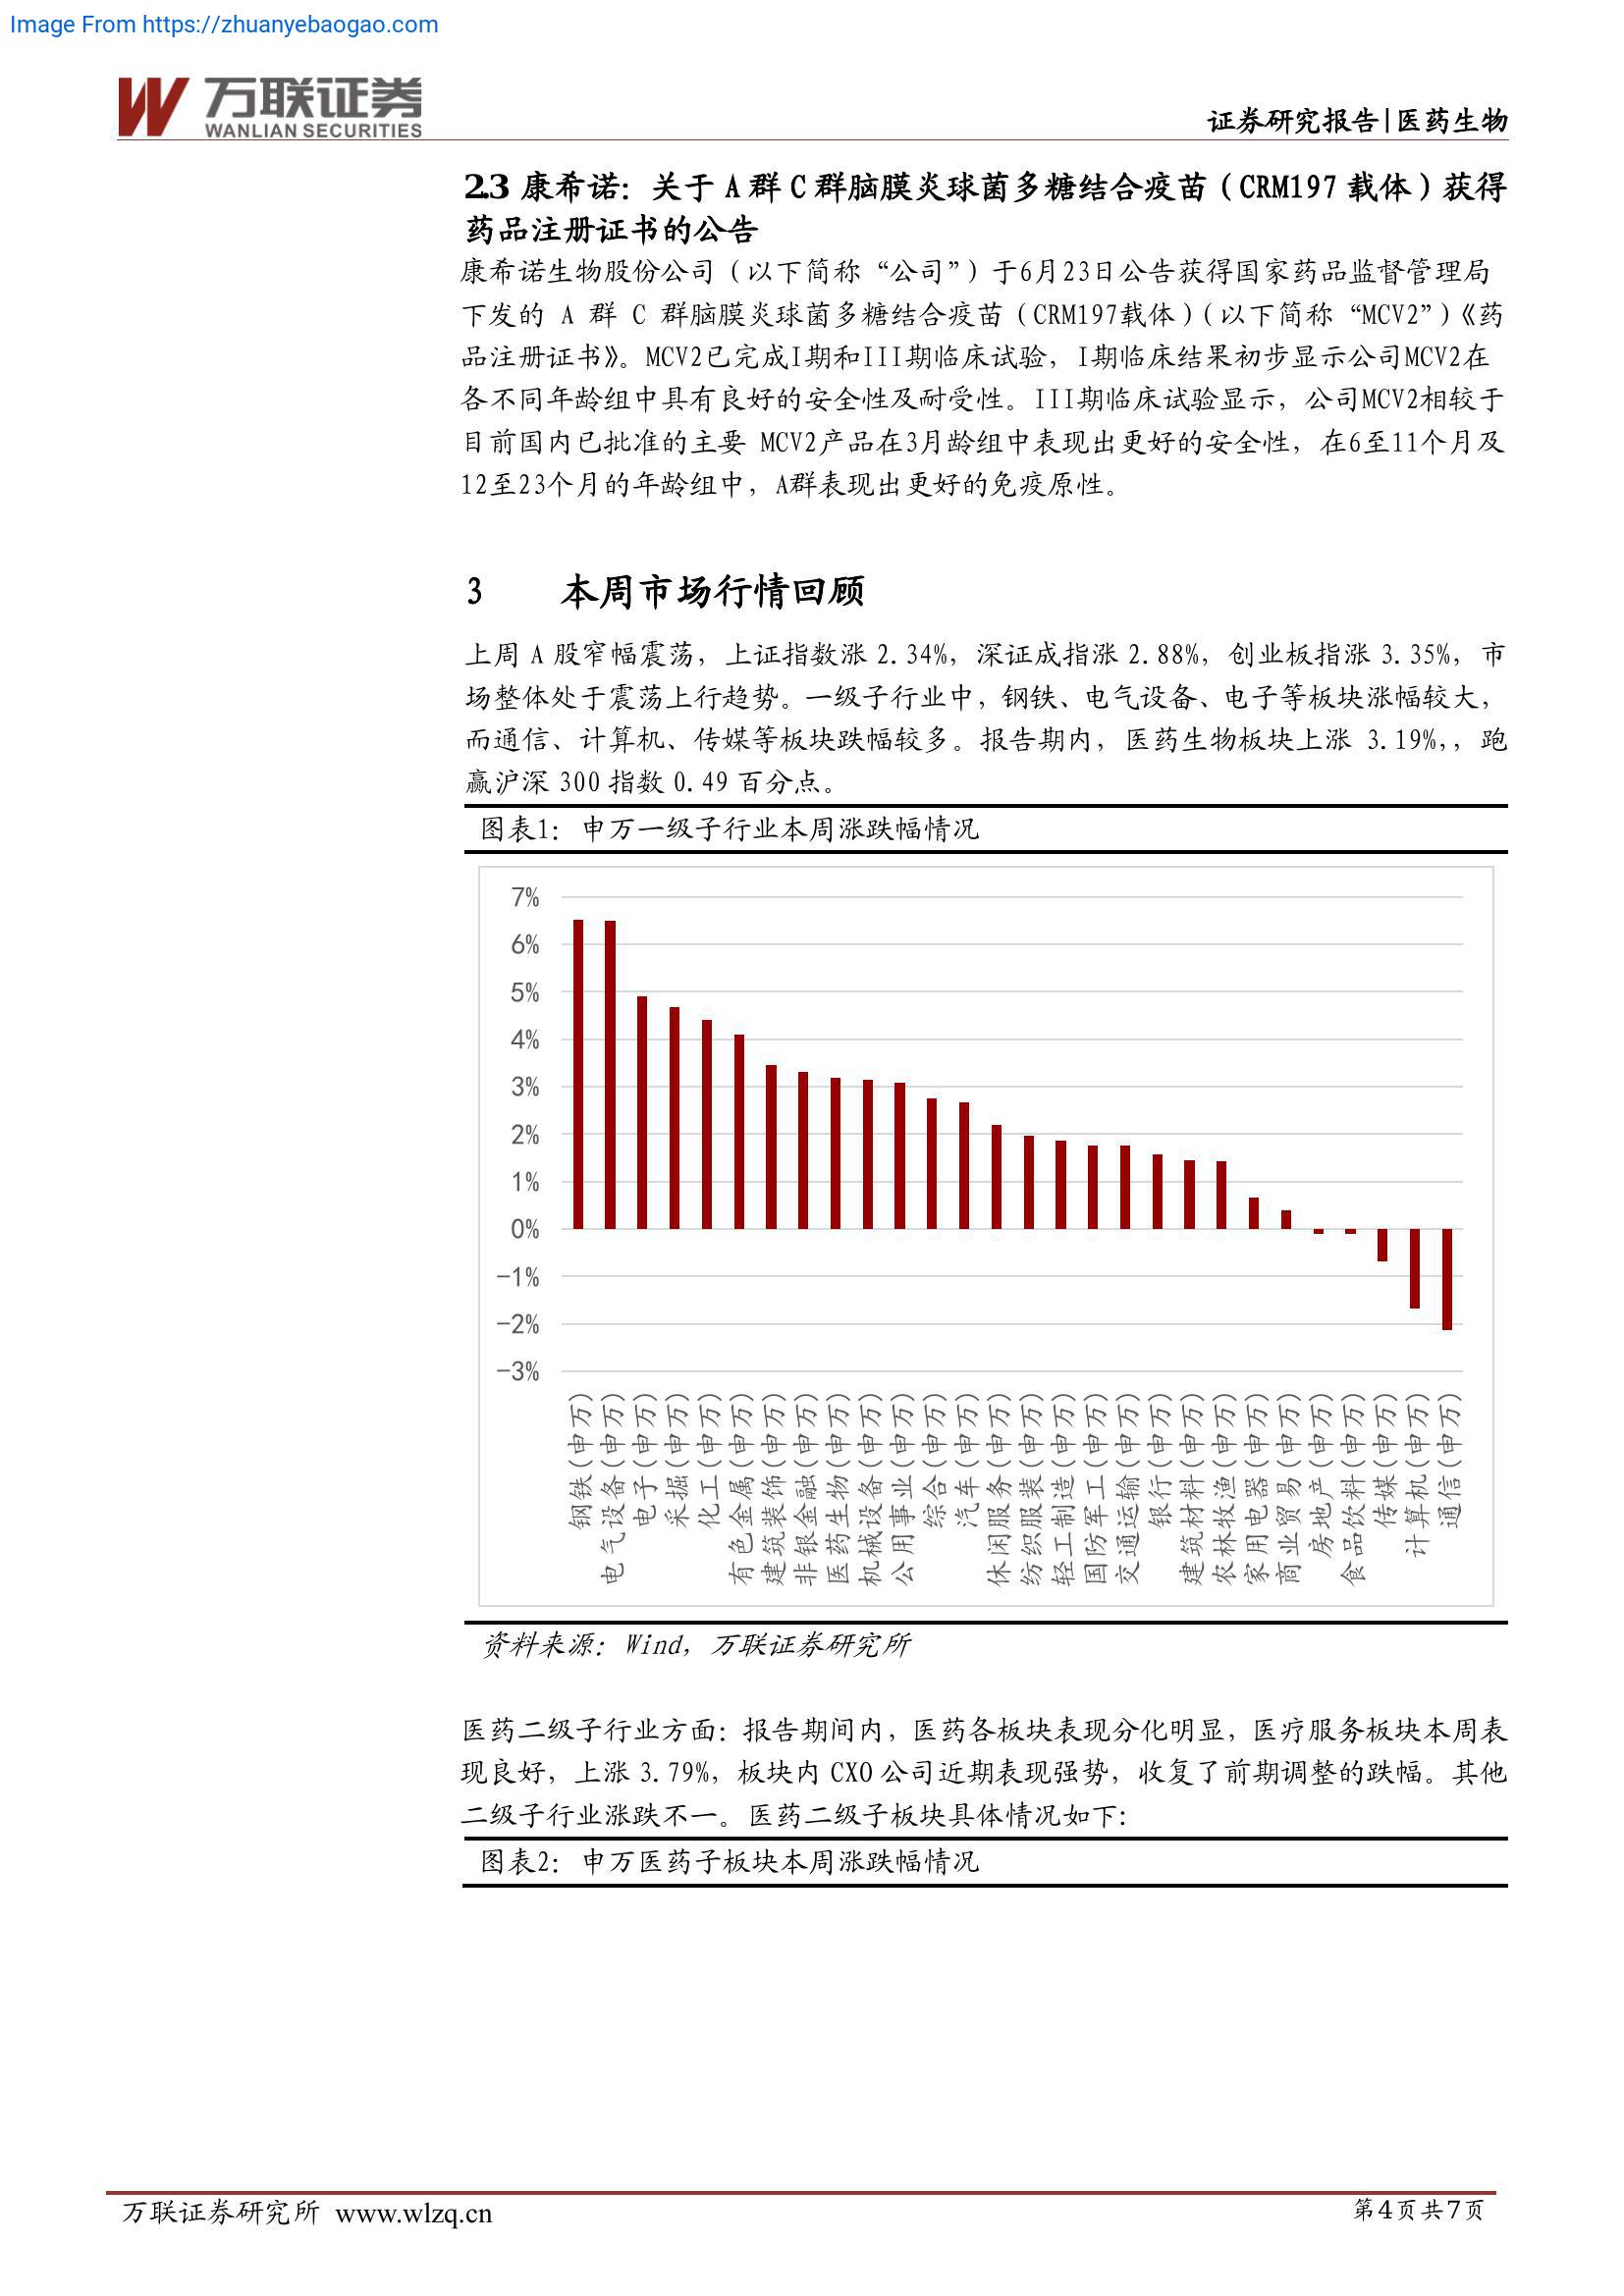 Image From https://zhuanyebaogao.com
万联证券
WANLIAN SECURITIES
证券研究报告|医药生物
2.3 康希诺：关于 A 群 C 群脑膜炎球菌多糖结合疫苗（CRM197 载体）获得
药品注册证书的公告
康希诺生物股份公司（以下简称“公司”）于6月23日公告获得国家药品监督管理局
下发的 A 群 C 群脑膜炎球菌多糖结合疫苗（CRM197载体）（以下简称“MCV2”）《药
品注册证书》。MCV2已完成I期和III期临床试验，I期临床结果初步显示公司MCV2在
各不同年龄组中具有良好的安全性及耐受性。III期临床试验显示，公司MCV2相较于
目前国内已批准的主要 MCV2产品在3月龄组中表现出更好的安全性，在6至11个月及
12至23个月的年龄组中，A群表现出更好的免疫原性。
3 本周市场行情回顾
上周 A 股窄幅震荡，上证指数涨 2.34%，深证成指涨 2.88%，创业板指涨 3.35%，市
场整体处于震荡上行趋势。一级子行业中，钢铁、电气设备、电子等板块涨幅较大，
而通信、计算机、传媒等板块跌幅较多。报告期内，医药生物板块上涨 3.19%,，跑
赢沪深 300 指数 0.49 百分点。
图表1：申万一级子行业本周涨跌幅情况
7%
6%
5%
4%
3%
2%
1%
0%
-1%
-2%
-3%
钢铁(申万)
电气设备(申万)
电子(申万)
采掘(申万)
化工(申万)
有色金属(申万)
建筑装饰(申万)
非银金融(申万)
医药生物(申万)
机械设备(申万)
公用事业(申万)
综合(申万)
汽车(申万)
休闲服务(申万)
纺织服装(申万)
轻工制造(申万)
国防军工(申万)
交通运输(申万)
银行(申万)
建筑材料(申万)
农林牧渔(申万)
家用电器(申万)
商业贸易(申万)
房地产(申万)
食品饮料(申万)
传媒(申万)
计算机(申万)
通信(申万)
资料来源：Wind，万联证券研究所
医药二级子行业方面：报告期间内，医药各板块表现分化明显，医疗服务板块本周表
现良好，上涨 3.79%，板块内 CXO 公司近期表现强势，收复了前期调整的跌幅。其他
二级子行业涨跌不一。医药二级子板块具体情况如下：
图表2：申万医药子板块本周涨跌幅情况
万联证券研究所 www.wlzq.cn
第4页共7页